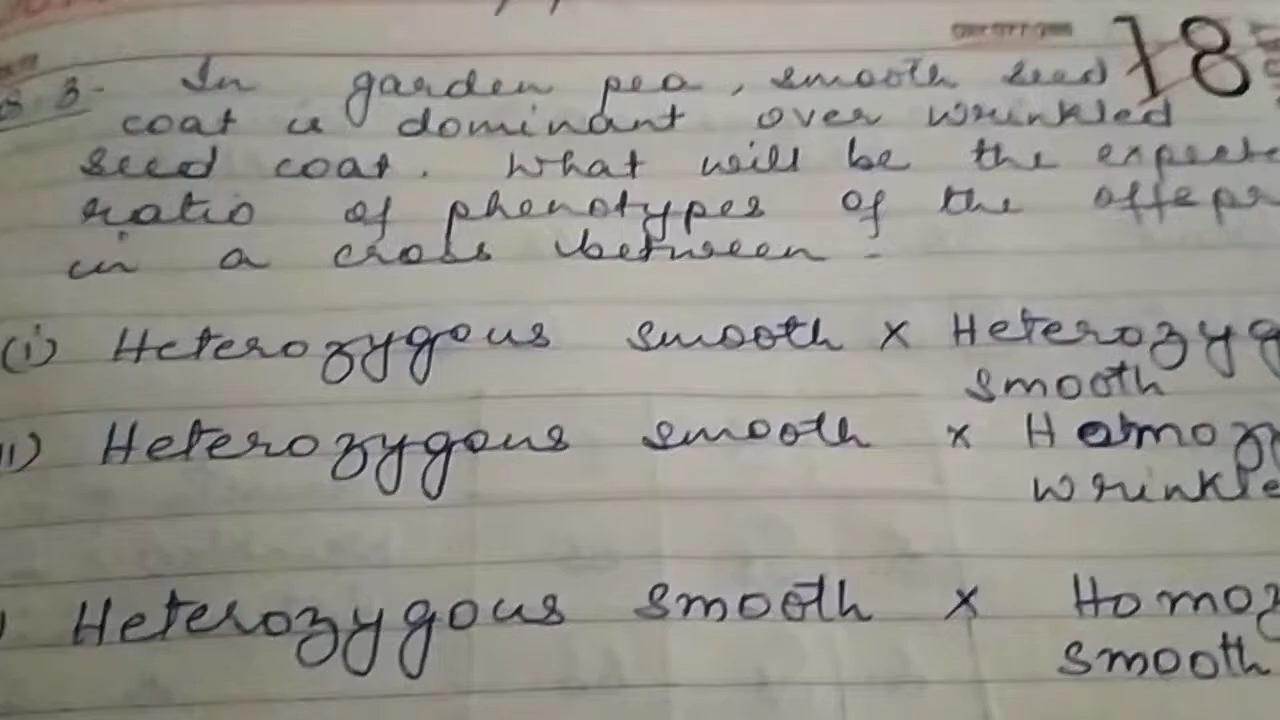 18
3. In garden pea, smooth seed
coat is dominant over wrinkled
seed coat. What will be the expecte
ratio of phenotypes of the offspr
in a cross between -
(i) Heterozygous smooth x Heterozyg
smooth
ii) Heterozygous smooth x Homoz
wrinkle
) Heterozygous smooth x Homoz
smooth